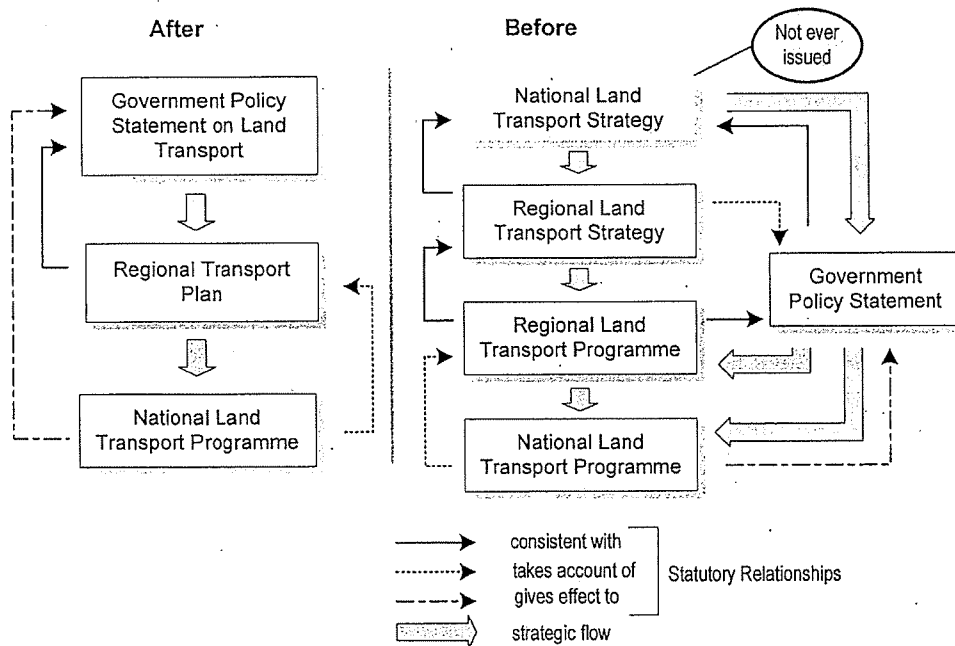 After
Government Policy
Statement on Land
Transport
Regional Transport
Plan
National Land
Transport Programme
Before
Not ever
issued
National Land
Transport Strategy
Regional Land
Transport Strategy
Regional Land
Transport Programme
National Land
Transport Programme
Government
Policy Statement
consistent with
takes account of
gives effect to
Statutory Relationships
strategic flow